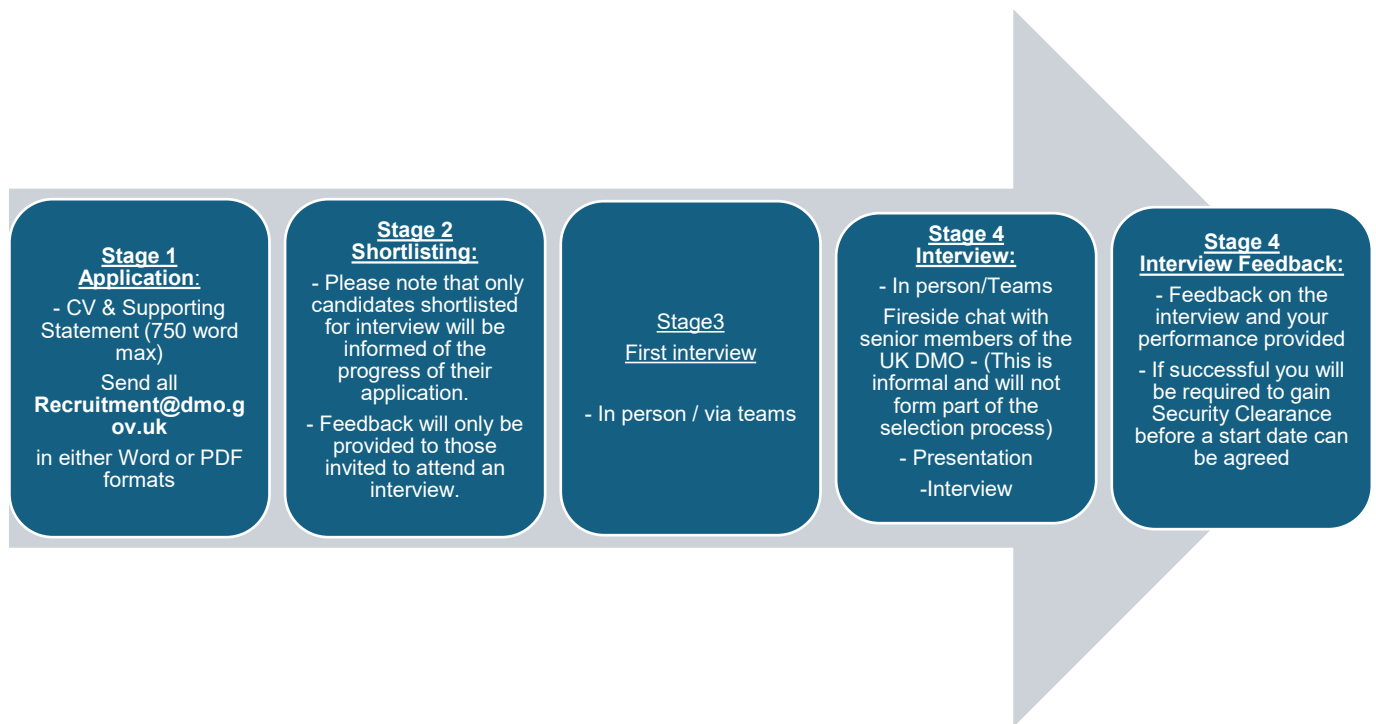 Stage 1
Application:
- CV & Supporting
Statement (750 word
max)
Send all
Recruitment@dmo.g
ov.uk
in either Word or PDF
formats
Stage 2
Shortlisting:
- Please note that only
candidates shortlisted
for interview will be
informed of the
progress of their
application.
- Feedback will only be
provided to those
invited to attend an
interview.
Stage3
First interview
- In person / via teams
Stage 4
Interview:
- In person/Teams
Fireside chat with
senior members of the
UK DMO - (This is
informal and will not
form part of the
selection process)
- Presentation
-Interview
Stage 4
Interview Feedback:
- Feedback on the
interview and your
performance provided
- If successful you will
be required to gain
Security Clearance
before a start date can
be agreed